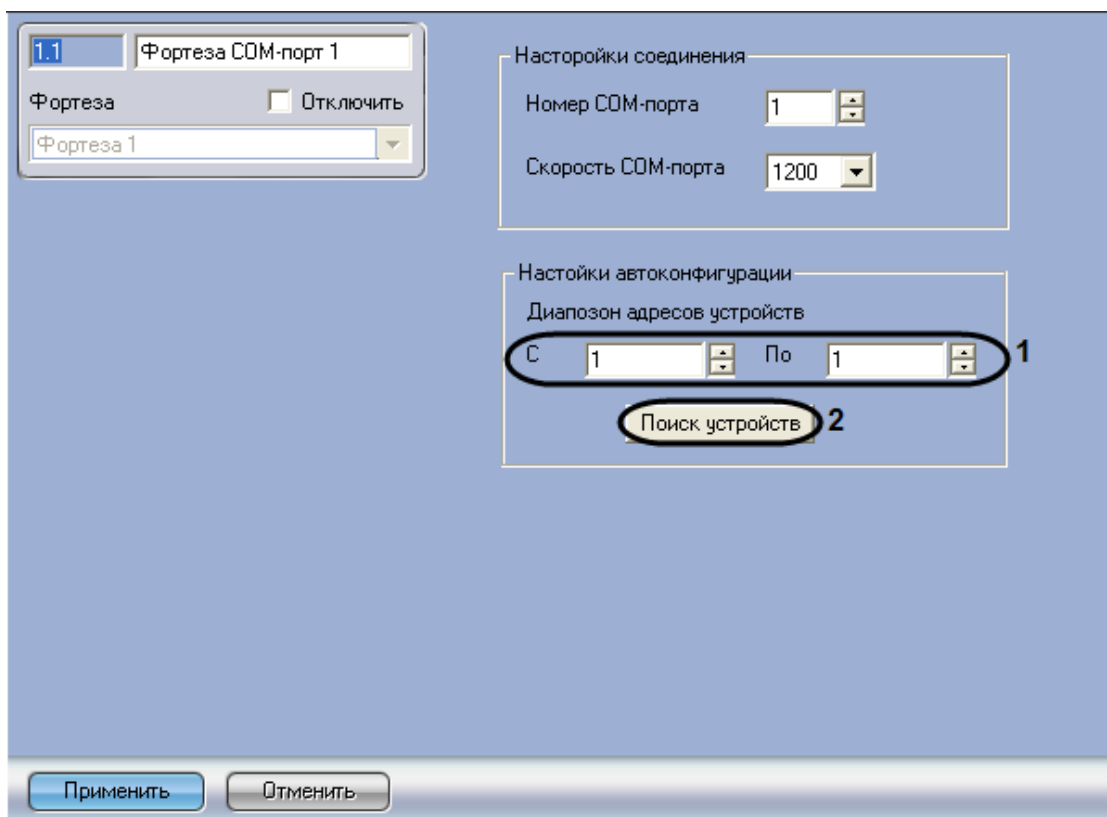 1.1 Фортеза COM-порт 1
Фортеза Отключить
Фортеза 1
Насторойки соединения
Номер COM-порта 1
Скорость COM-порта 1200
Настойки автоконфигурации
Диапозон адресов устройств
С 1 По 1 1
Поиск устройств 2
Применить Отменить